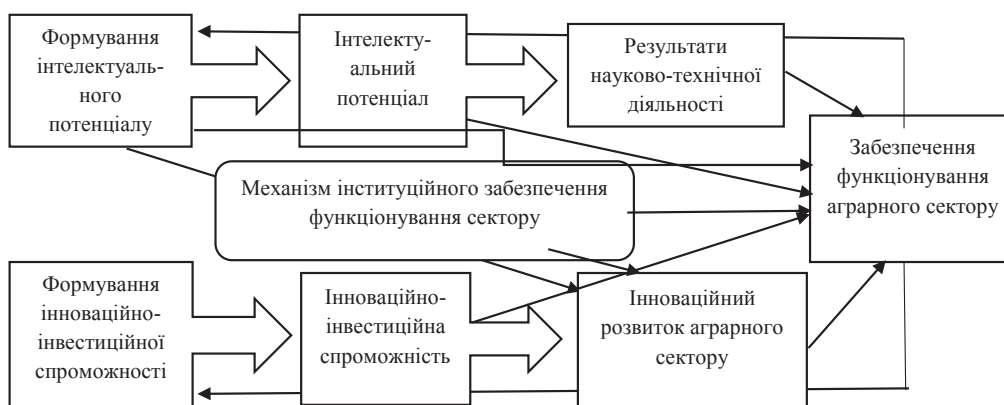 Формування
інтелектуаль-
ного
потенціалу
Інтелекту-
альний
потенціал
Результати
науково-технічної
діяльності
Забезпечення
функціонування
аграрного сектору
Механізм інституційного забезпечення
функціонування сектору
Формування
інноваційно-
інвестиційної
спроможності
Інноваційно-
інвестиційна
спроможність
Інноваційний
розвиток аграрного
сектору